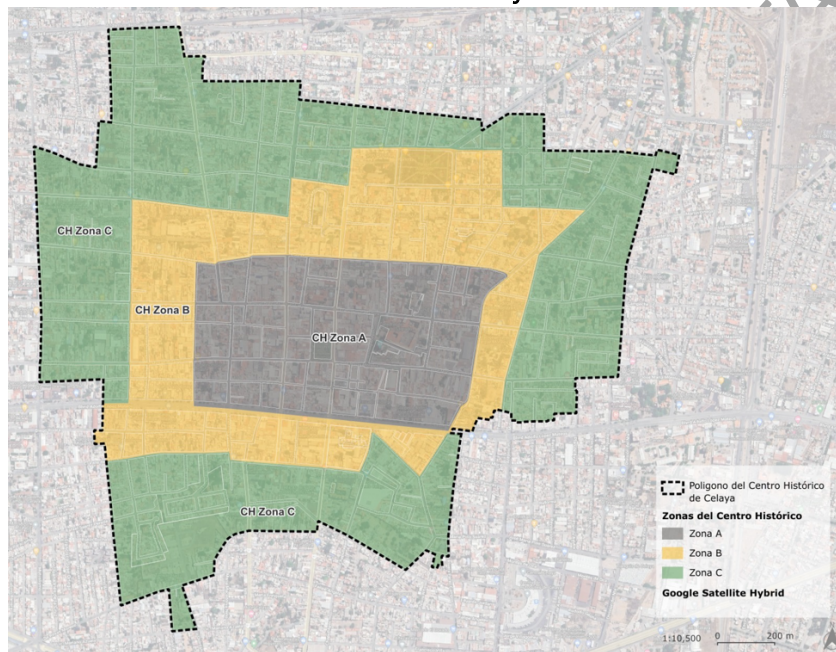 CH Zona C
CH Zona B
CH Zona A
CH Zona C
Poligono del Centro Histórico
de Celaya
Zonas del Centro Histórico
Zona A
Zona B
Zona C
Google Satellite Hybrid
1:10,500 0 200 m